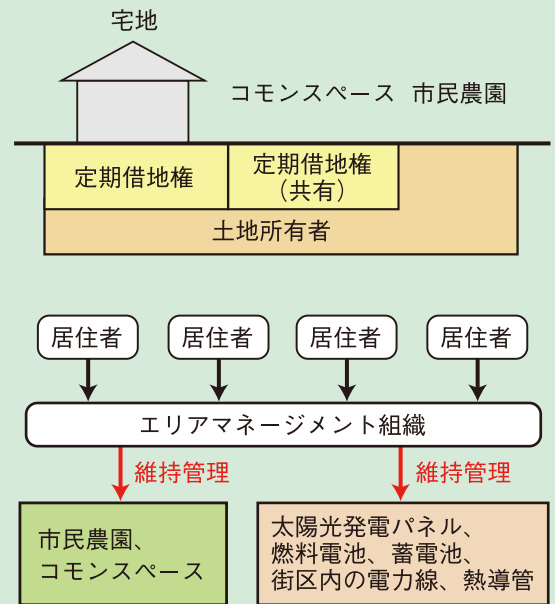 宅地
コモンスペース 市民農園
定期借地権
定期借地権
（共有）
土地所有者
居住者 居住者 居住者 居住者
エリアマネージメント組織
維持管理 維持管理
市民農園、
コモンスペース
太陽光発電パネル、
燃料電池、蓄電池、
街区内の電力線、熱導管